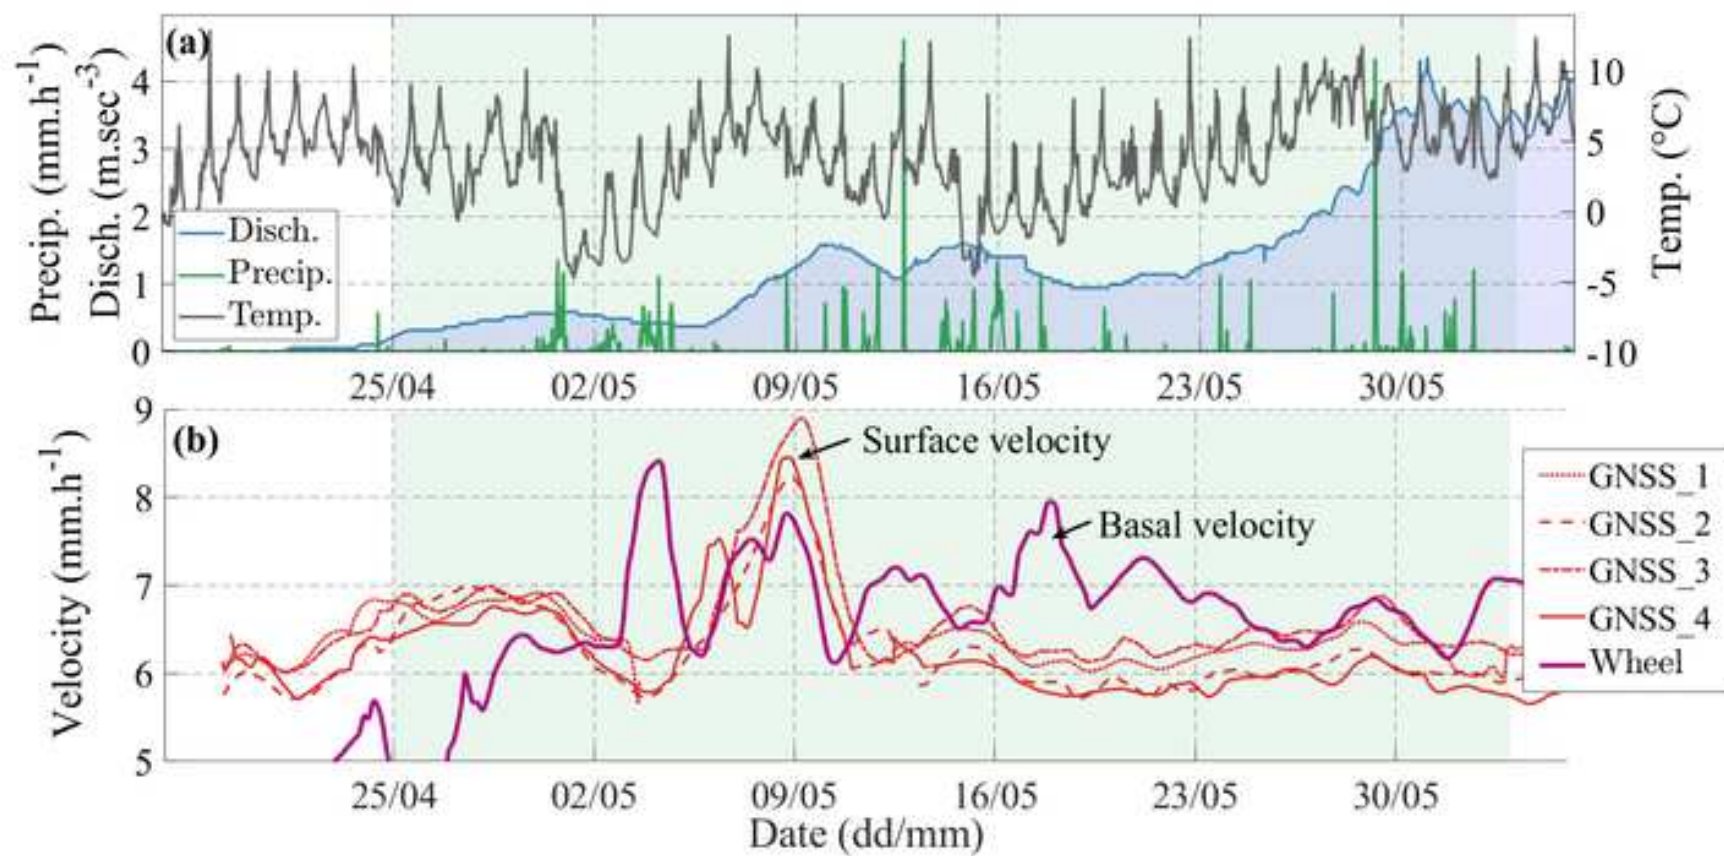 (a)
Precip. (mm.h-1)
Disch. (m.sec-3)
4
3
2
1
0
10
5
0
-5
-10
Temp. (°C)
Disch.
Precip.
Temp.
25/04 02/05 09/05 16/05 23/05 30/05
(b)
Velocity (mm.h-1)
9
8
7
6
5
Surface velocity
Basal velocity
GNSS_1
GNSS_2
GNSS_3
GNSS_4
Wheel
25/04 02/05 09/05 16/05 23/05 30/05
Date (dd/mm)